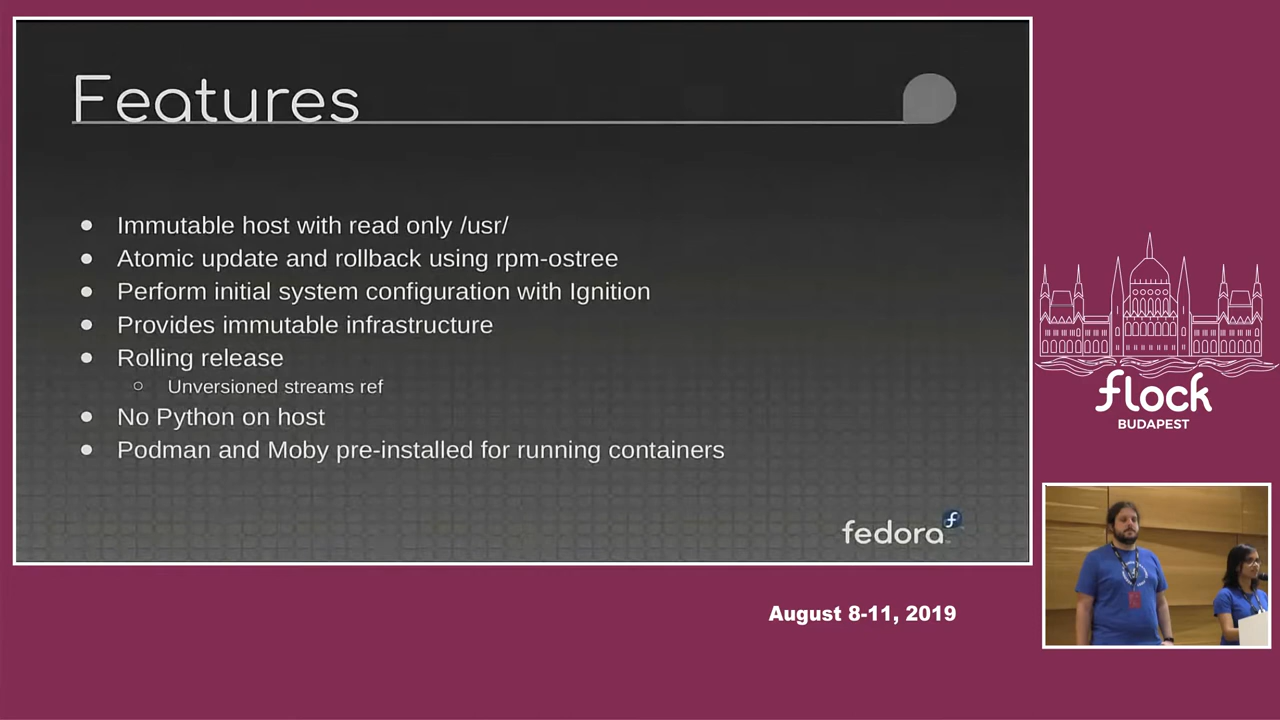 Features
Immutable host with read only /usr/
Atomic update and rollback using rpm-ostree
Perform initial system configuration with Ignition
Provides immutable infrastructure
Rolling release
Unversioned streams ref
No Python on host
Podman and Moby pre-installed for running containers
fedora
flock
BUDAPEST
August 8-11, 2019